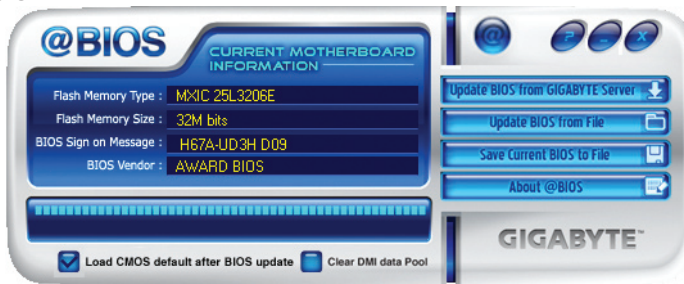 @BIOS
CURRENT MOTHERBOARD
INFORMATION
Flash Memory Type : MXIC 25L3206E
Flash Memory Size : 32M bits
BIOS Sign on Message : H67A-UD3H D09
BIOS Vendor : AWARD BIOS
Load CMOS default after BIOS update Clear DMI data Pool
@ ? – X
Update BIOS from GIGABYTE Server
Update BIOS from File
Save Current BIOS to File
About @BIOS
GIGABYTE™